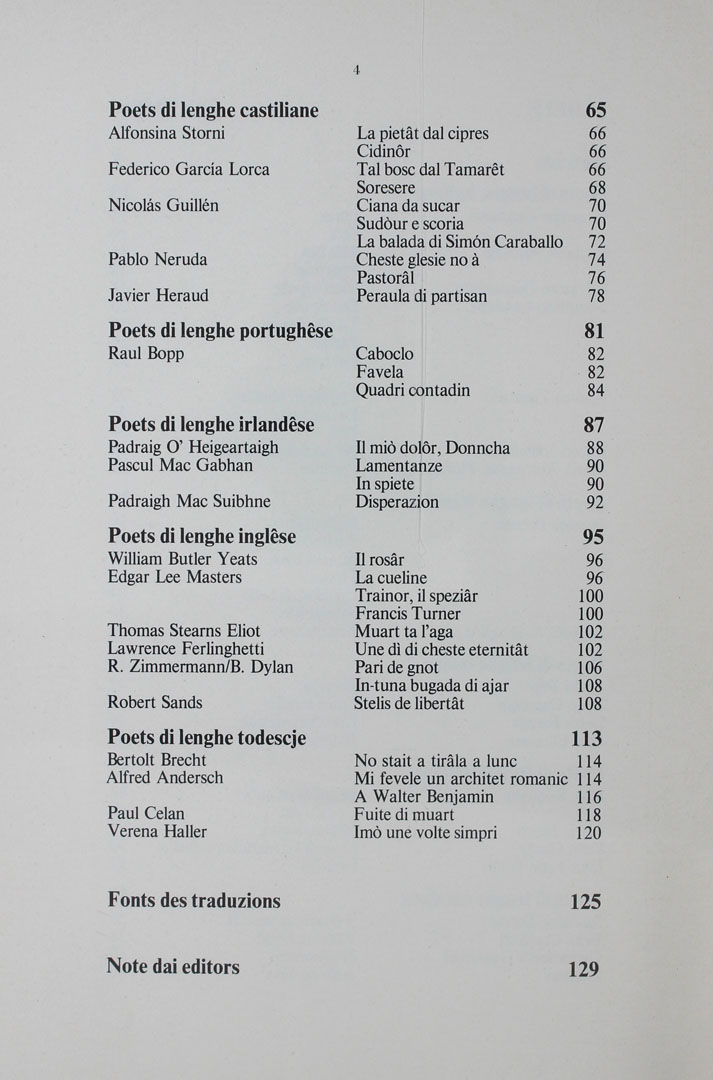 4
Poets di lenghe castiliane 65
Alfonsina Storni La pietât dal cipres 66
Cidinôr 66
Federico García Lorca Tal bosc dal Tamarêt 66
Soresere 68
Nicolás Guillén Ciana da sucar 70
Sudòur e scoria 70
La balada di Simón Caraballo 72
Pablo Neruda Cheste glesie no à 74
Pastorâl 76
Javier Heraud Peraula di partisan 78
Poets di lenghe portughêse 81
Raul Bopp Caboclo 82
Favela 82
Quadri contadin 84
Poets di lenghe irlandêse 87
Padraig O' Heigeartaigh Il miò dolôr, Donncha 88
Pascul Mac Gabhan Lamentanze 90
In spiete 90
Padraigh Mac Suibhne Disperazion 92
Poets di lenghe inglêse 95
William Butler Yeats Il rosâr 96
Edgar Lee Masters La cueline 96
Trainor, il speziâr 100
Francis Turner 100
Thomas Stearns Eliot Muart ta l'aga 102
Lawrence Ferlinghetti Une dì di cheste eternitât 102
R. Zimmermann/B. Dylan Pari de gnot 106
In-tuna bugada di ajar 108
Robert Sands Stelis de libertât 108
Poets di lenghe todescje 113
Bertolt Brecht No stait a tirâla a lunc 114
Alfred Andersch Mi fevele un architet romanic 114
A Walter Benjamin 116
Paul Celan Fuite di muart 118
Verena Haller Imò une volte simpri 120
Fonts des traduzions 125
Note dai editors 129